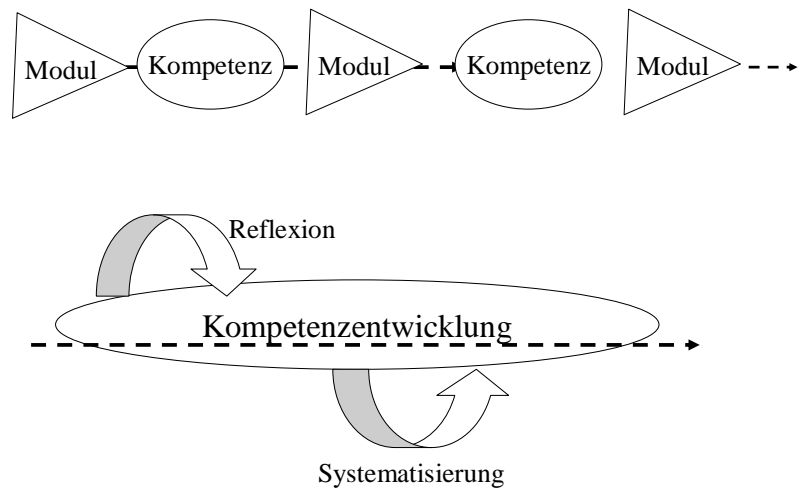 Modul Kompetenz Modul Kompetenz Modul
Reflexion
Kompetenzentwicklung
Systematisierung